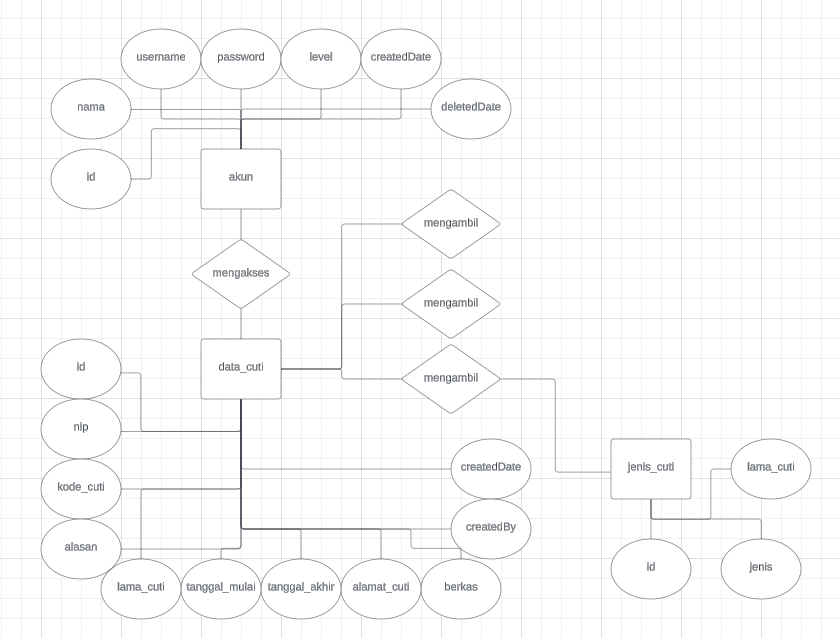 username
password
level
createdDate
nama
deletedDate
id
akun
mengambil
mengakses
mengambil
id
data_cuti
mengambil
nip
createdDate
jenis_cuti
lama_cuti
kode_cuti
createdBy
alasan
id
jenis
lama_cuti
tanggal_mulai
tanggal_akhir
alamat_cuti
berkas